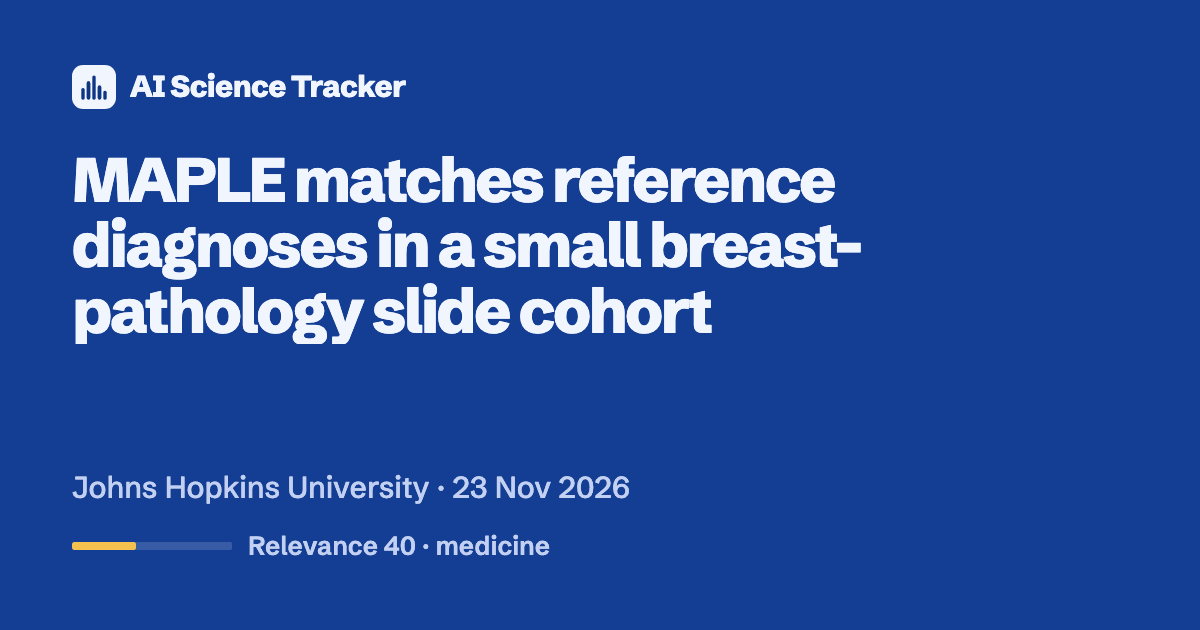 AI Science Tracker
MAPLE matches reference
diagnoses in a small breast-
pathology slide cohort
Johns Hopkins University · 23 Nov 2026
Relevance 40 · medicine